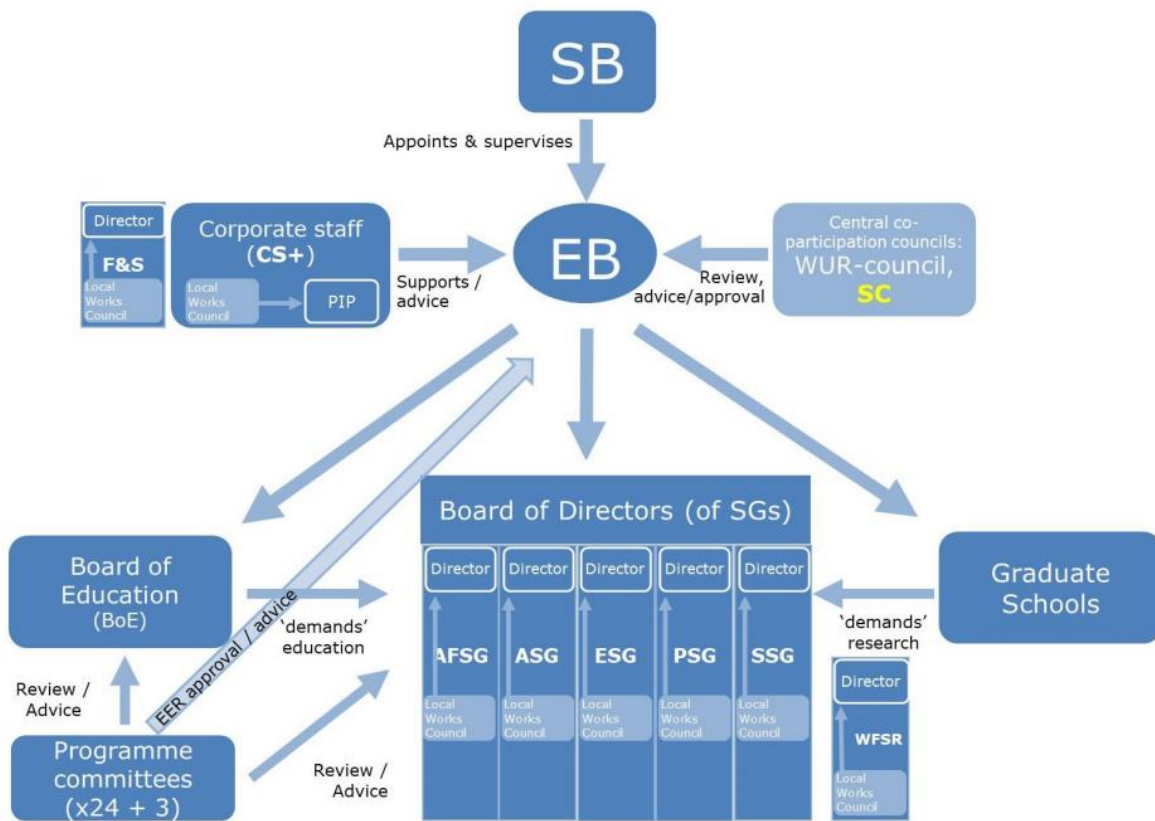 SB
Appoints & supervises
Director
F&S
Local
Works
Council
Corporate staff
(CS+)
Local
Works
Council
PIP
Supports /
advice
EB
Review,
advice/approval
Central co-
participation councils:
WUR-council,
SC
Board of
Education
(BoE)
'demands'
education
EER approval / advice
Review /
Advice
Programme
committees
(x24 + 3)
Review /
Advice
Board of Directors (of SGs)
Director
AFSG
Local
Works
Council
Director
ASG
Local
Works
Council
Director
ESG
Local
Works
Council
Director
PSG
Local
Works
Council
Director
SSG
Local
Works
Council
'demands'
research
Graduate
Schools
Director
WFSR
Local
Works
Council